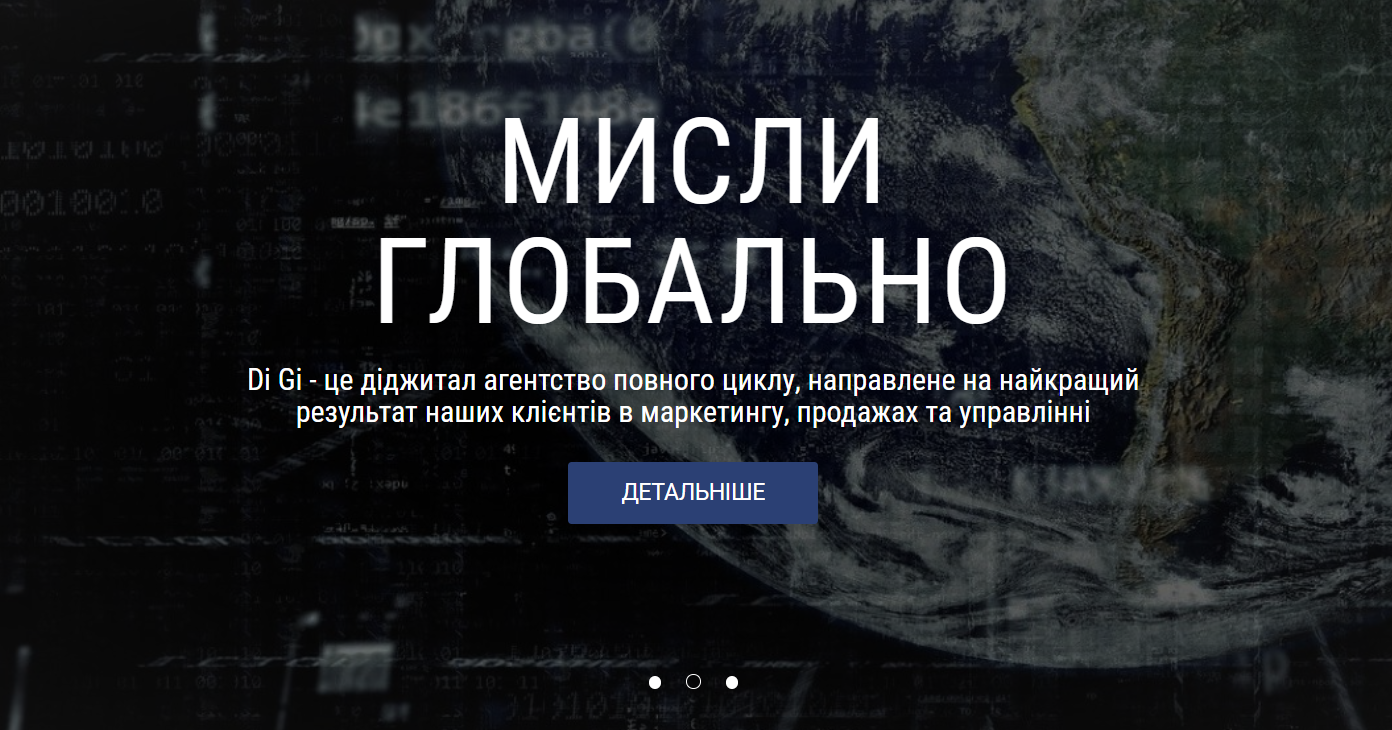 МИСЛИ
ГЛОБАЛЬНО
Di Gi - це діджитал агентство повного циклу, направлене на найкращий
результат наших клієнтів в маркетингу, продажах та управлінні
ДЕТАЛЬНІШЕ